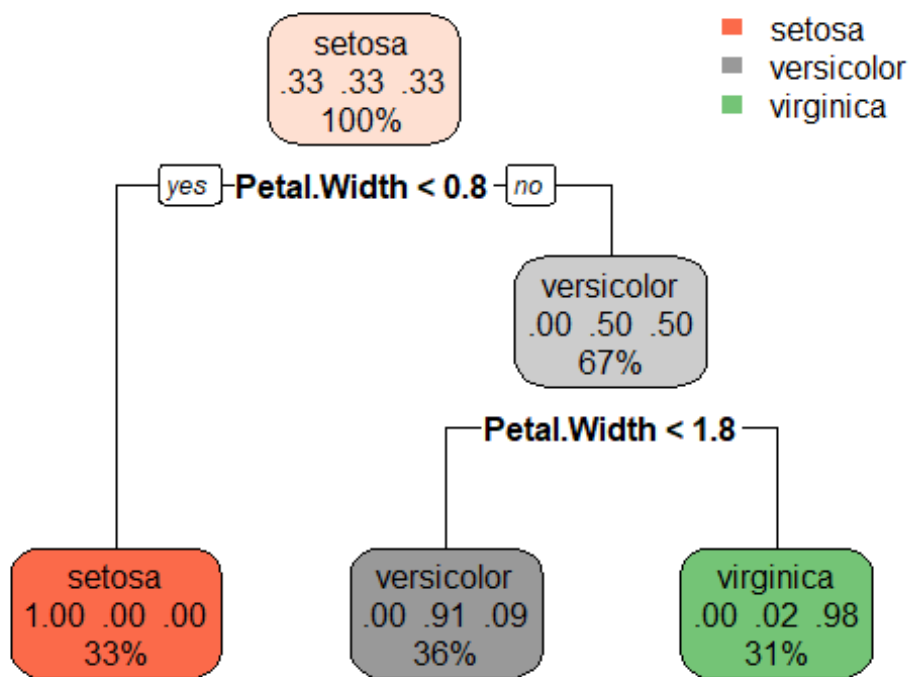 setosa
.33 .33 .33
100%
setosa
versicolor
virginica
yes Petal.Width < 0.8 no
versicolor
.00 .50 .50
67%
Petal.Width < 1.8
setosa
1.00 .00 .00
33%
versicolor
.00 .91 .09
36%
virginica
.00 .02 .98
31%